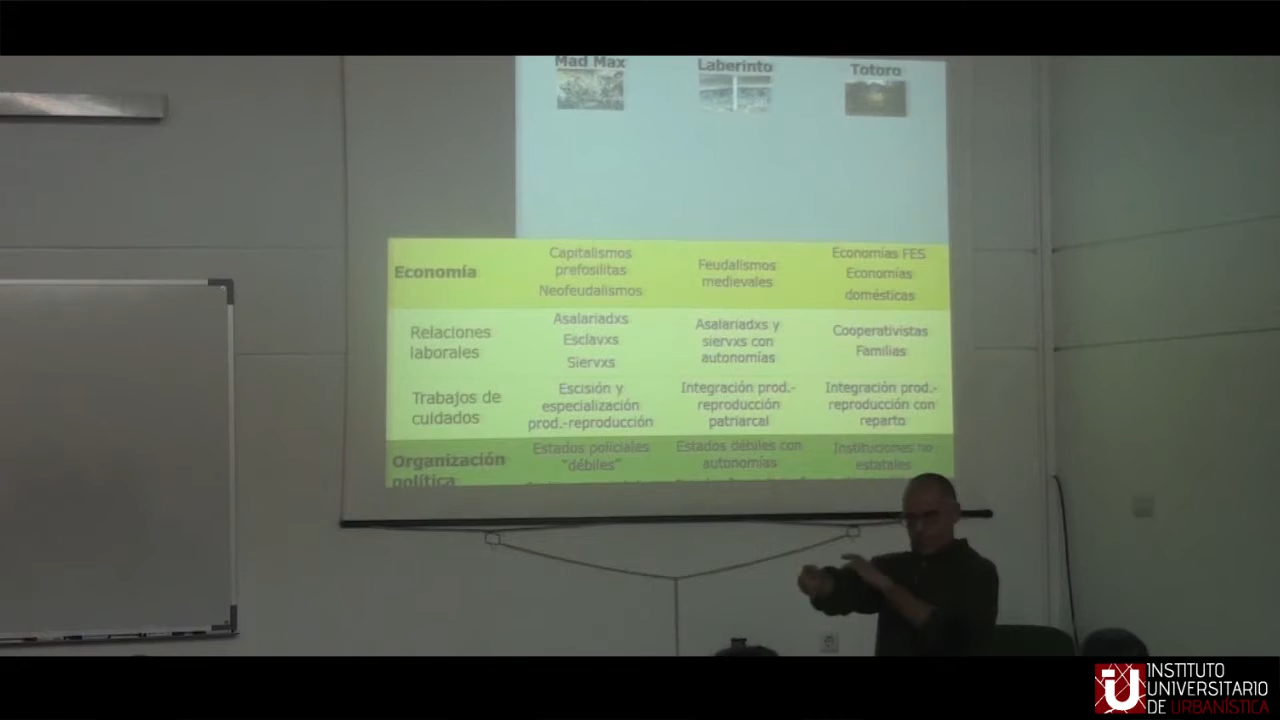 Mad Max
Laberinto
Totoro
Economía
Capitalismos
prefosilitas
Neofeudalismos
Feudalismos
medievales
Economías FES
Economías
domésticas
Relaciones
laborales
Asalariadxs
Esclavxs
Siervxs
Asalariadxs y
siervxs con
autonomías
Cooperativistas
Familias
Trabajos de
cuidados
Escisión y
especialización
prod.-reproducción
Integración prod.-
reproducción
patriarcal
Integración prod.-
reproducción con
reparto
Organización
política
Estados policiales
"débiles"
Estados débiles con
autonomías
Instituciones no
estatales
INSTITUTO
UNIVERSITARIO
DE URBANÍSTICA